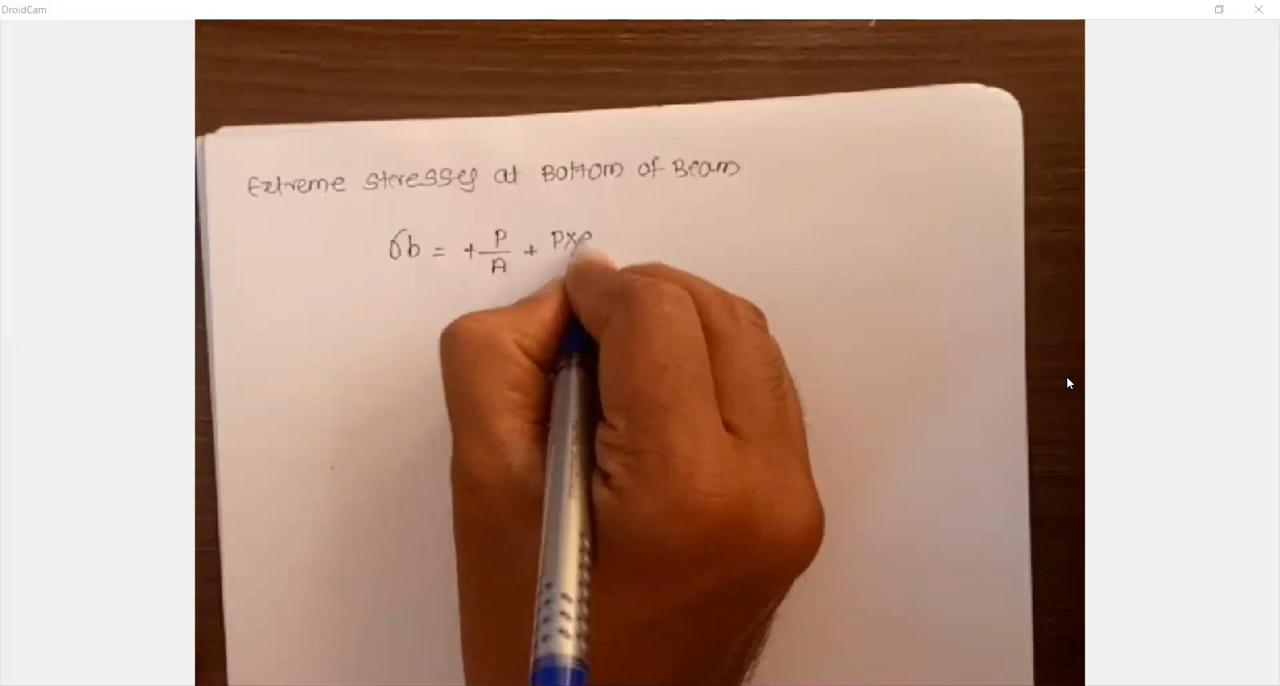 DroidCam
Extreme stresses at Bottom of Beam
σb = + P/A + P×e